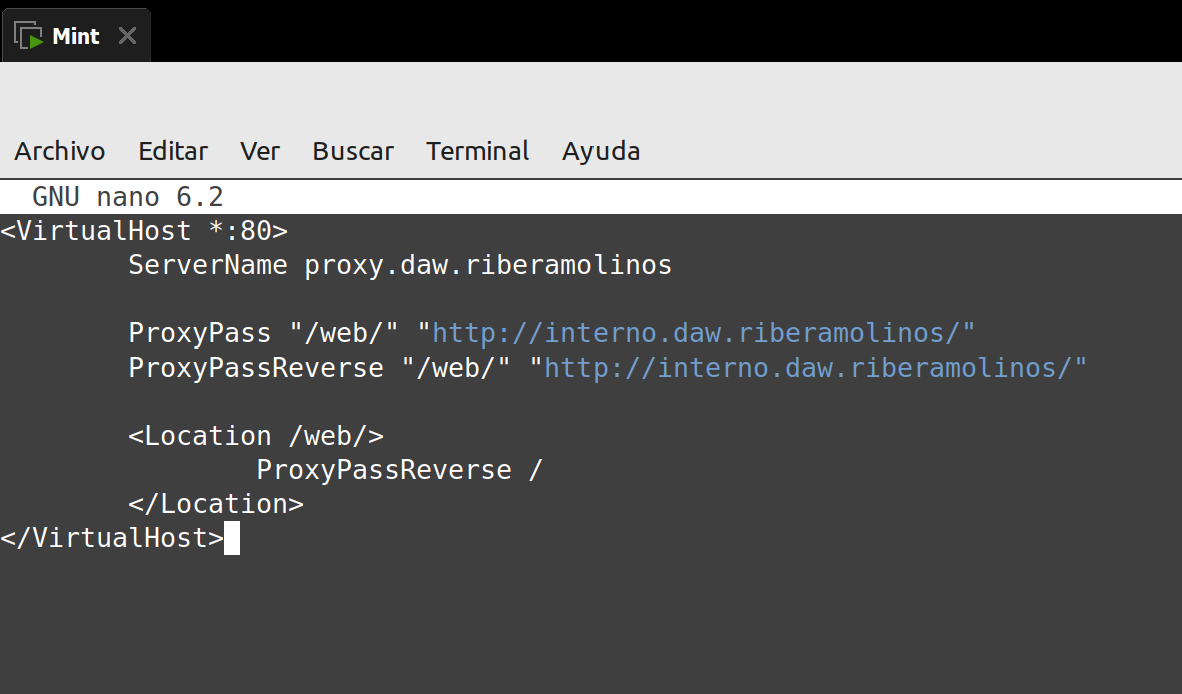 Mint
Archivo Editar Ver Buscar Terminal Ayuda
GNU nano 6.2
<VirtualHost *:80>
ServerName proxy.daw.riberamolinos
ProxyPass "/web/" "http://interno.daw.riberamolinos/"
ProxyPassReverse "/web/" "http://interno.daw.riberamolinos/"
<Location /web/>
ProxyPassReverse /
</Location>
</VirtualHost>